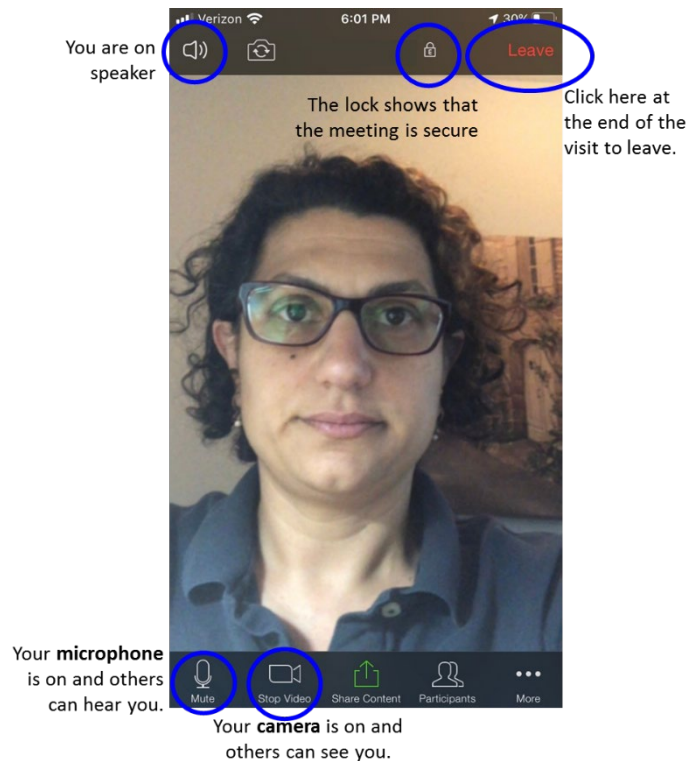 Verizon 6:01 PM 30%
You are on
speaker
Leave
The lock shows that
the meeting is secure
Click here at
the end of the
visit to leave.
Your microphone
is on and others
can hear you.
Mute Stop Video Share Content Participants More
Your camera is on and
others can see you.